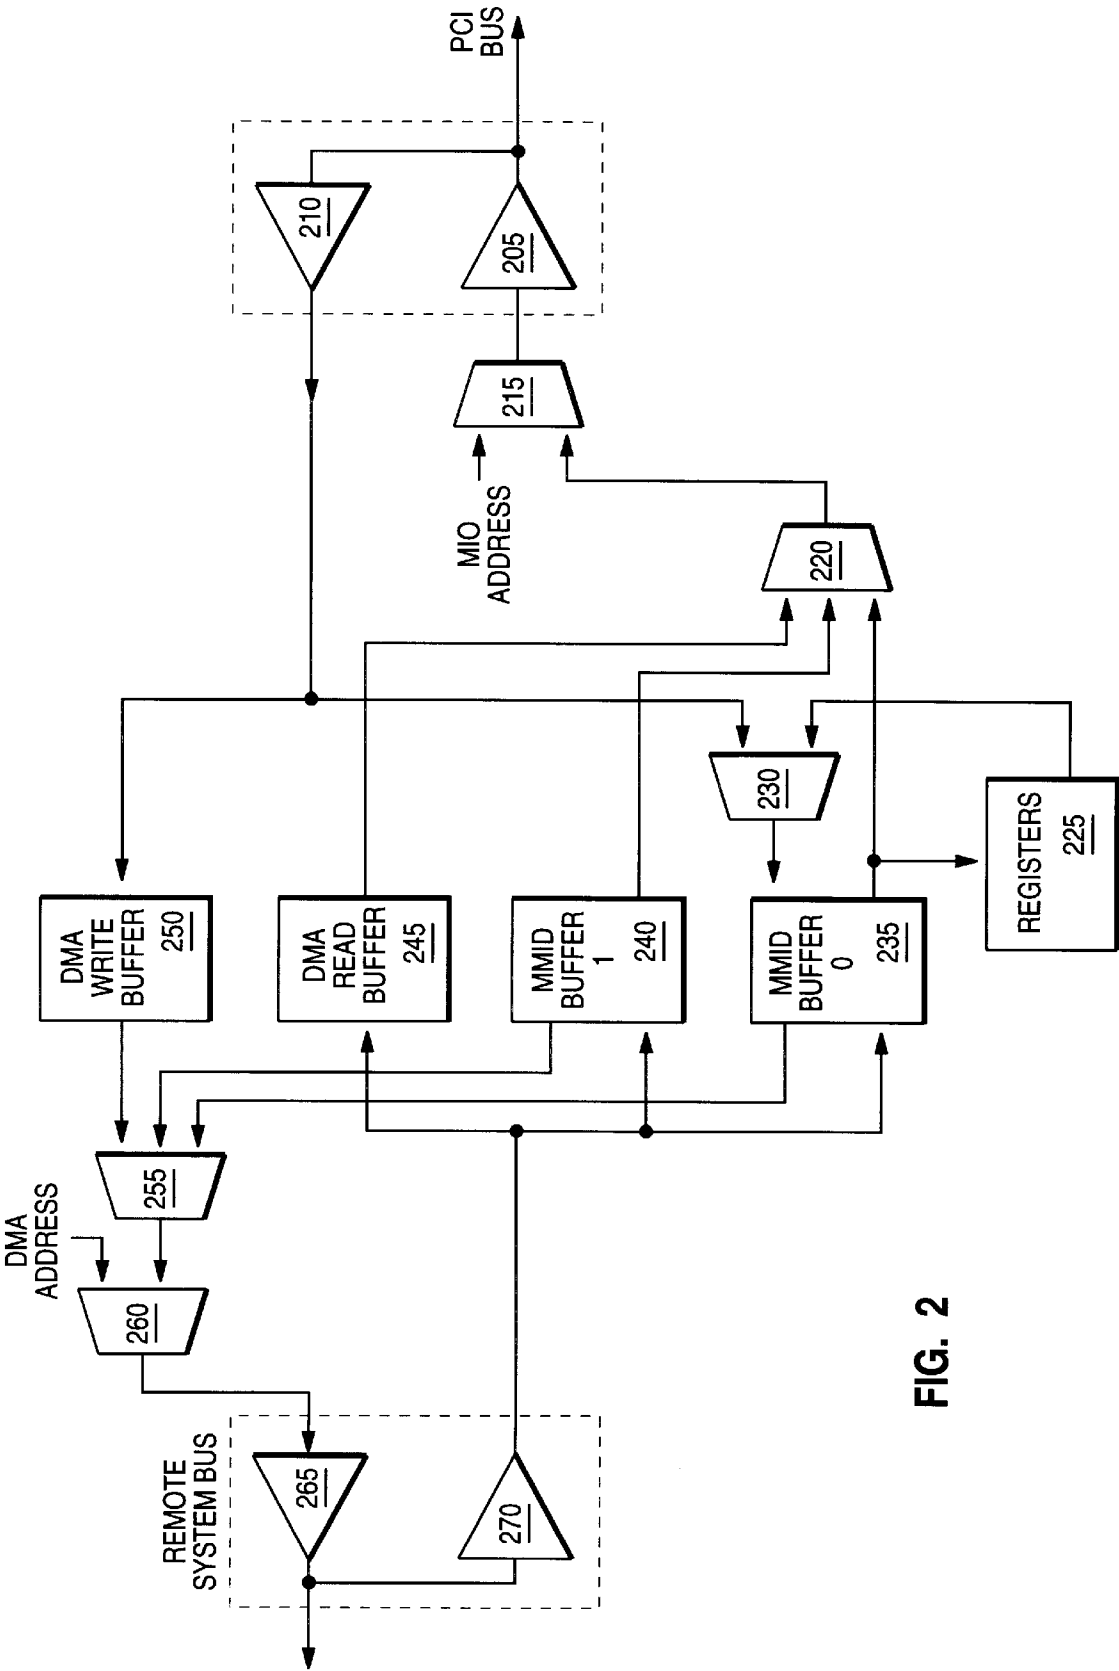 PCI
BUS
210
205
215
MIO
ADDRESS
220
230
REGISTERS
225
DMA
WRITE
BUFFER
250
DMA
READ
BUFFER
245
MMID
BUFFER
1
240
MMID
BUFFER
0
235
DMA
ADDRESS
255
260
REMOTE
SYSTEM BUS
265
270
FIG. 2